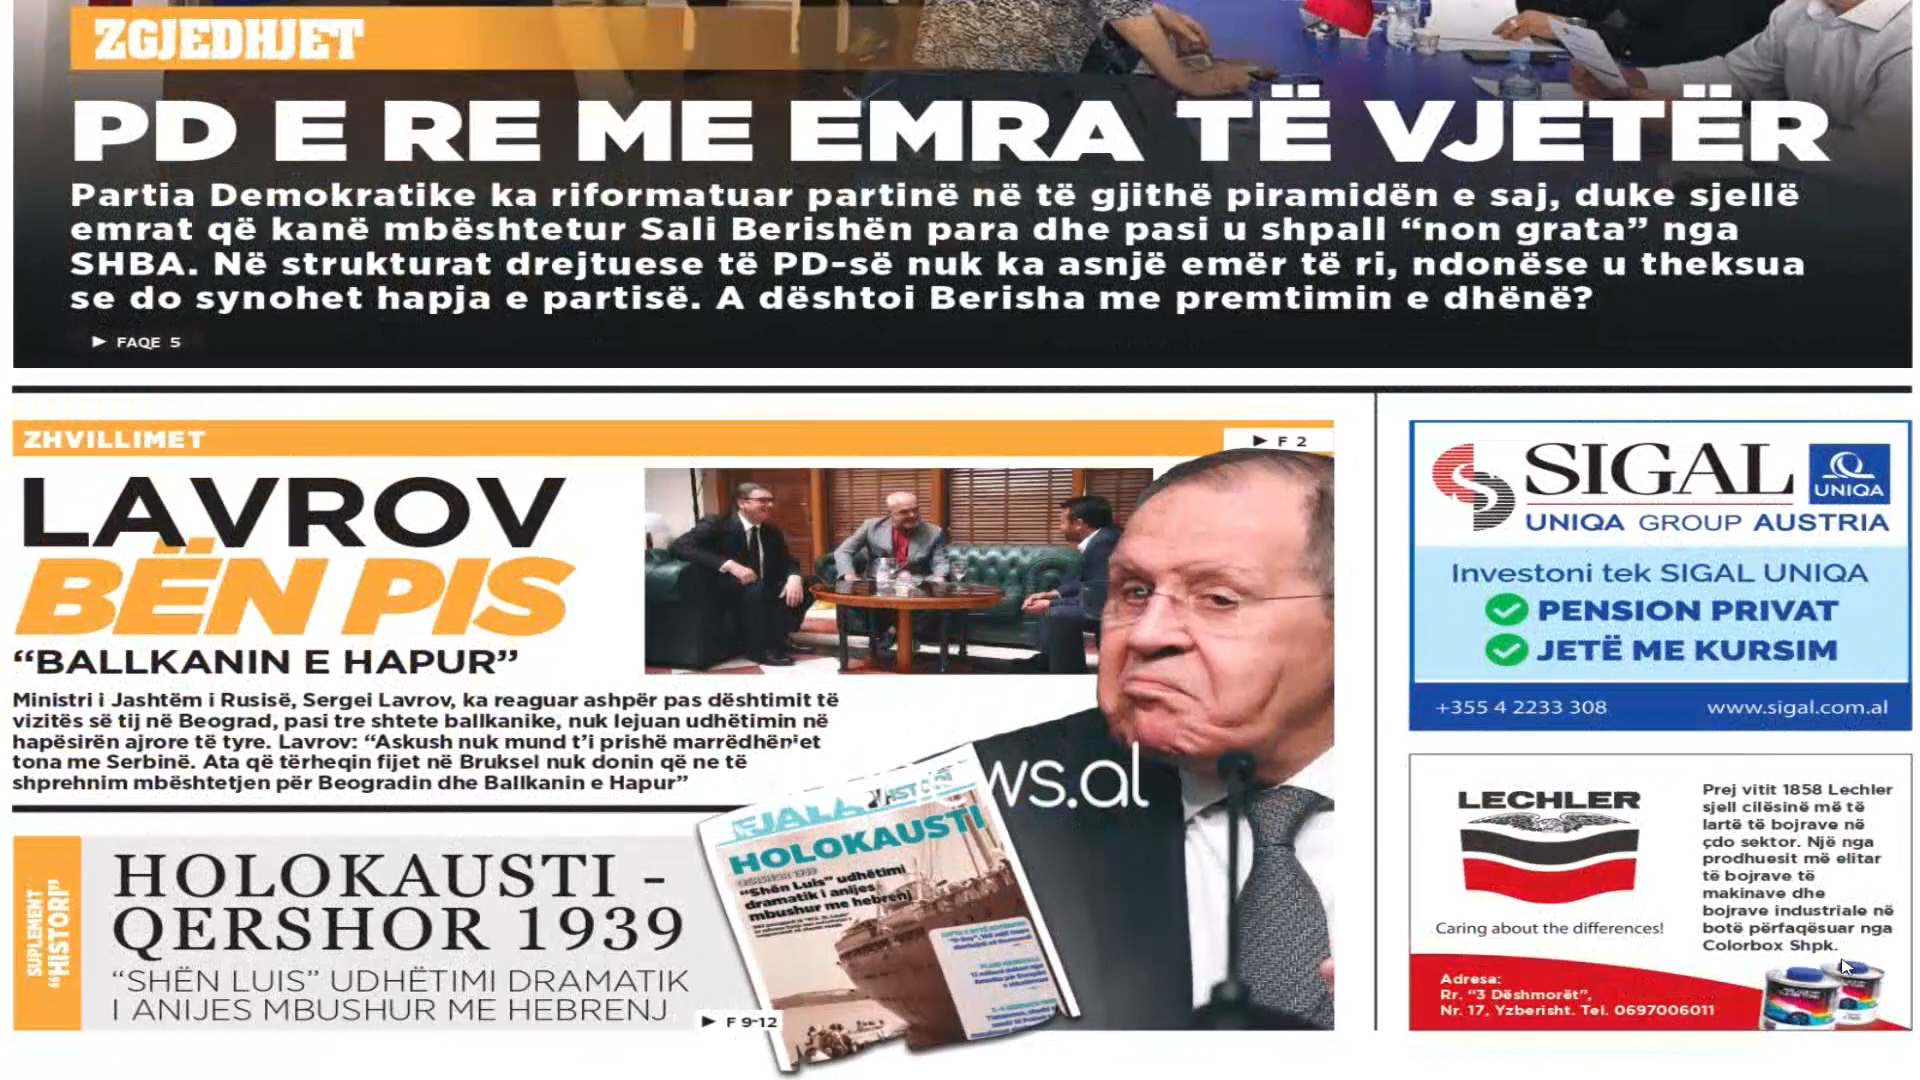 ZGJEDHJET
PD E RE ME EMRA TË VJETËR
Partia Demokratike ka riformatuar partinë në të gjithë piramidën e saj, duke sjellë
emrat që kanë mbështetur Sali Berishën para dhe pasi u shpall “non grata” nga
SHBA. Në strukturat drejtuese të PD-së nuk ka asnjë emër të ri, ndonëse u theksua
se do synohet hapja e partisë. A dështoi Berisha me premtimin e dhënë?
► FAQE 5
ZHVILLIMET
► F 2
LAVROV
BËN PIS
“BALLKANIN E HAPUR”
Ministri i Jashtëm i Rusisë, Sergei Lavrov, ka reaguar ashpër pas dështimit të
vizitës së tij në Beograd, pasi tre shtete ballkanike, nuk lejuan udhëtimin në
hapësirën ajrore të tyre. Lavrov: “Askush nuk mund t’i prishë marrëdhëniet
tona me Serbinë. Ata që tërheqin fijet në Bruksel nuk donin që ne të
shprehnim mbështetjen për Beogradin dhe Ballkanin e Hapur”
ws.al
SUPLEMENT
“HISTORI”
HOLOKAUSTI -
QERSHOR 1939
“SHËN LUIS” UDHËTIMI DRAMATIK
I ANIJES MBUSHUR ME HEBRENJ
► F 9-12
HOLOKAUSTI
“Shën Luis” udhëtimi
dramatik i anijes
mbushur me hebrenj
SIGAL
UNIQA
UNIQA GROUP AUSTRIA
Investoni tek SIGAL UNIQA
PENSION PRIVAT
JETË ME KURSIM
+355 4 2233 308
www.sigal.com.al
LECHLER
Caring about the differences!
Prej vitit 1858 Lechler
sjell cilësinë më të
lartë të bojrave në
çdo sektor. Një nga
prodhuesit më elitar
të bojrave të
makinave dhe
bojrave industriale në
botë përfaqësuar nga
Colorbox Shpk.
Adresa:
Rr. “3 Dëshmorët”,
Nr. 17, Yzberisht. Tel. 0697006011